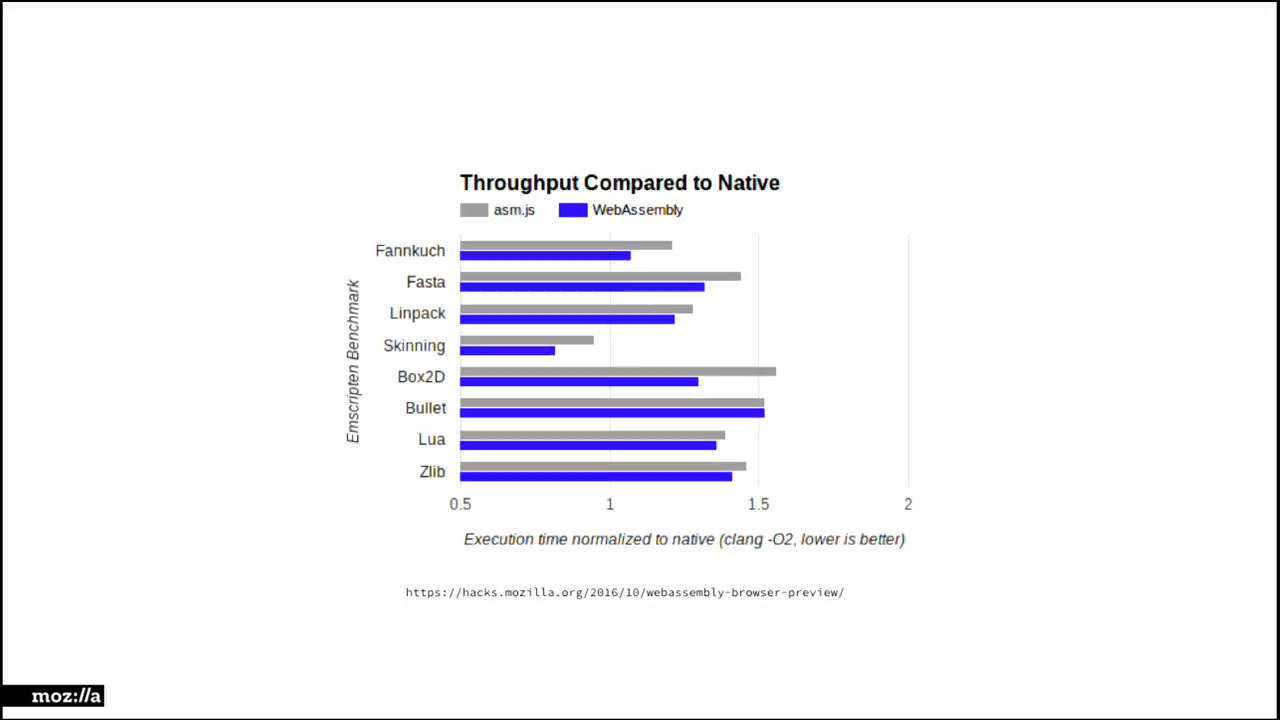 Throughput Compared to Native
asm.js WebAssembly
Emscripten Benchmark
Fannkuch
Fasta
Linpack
Skinning
Box2D
Bullet
Lua
Zlib
0.5 1 1.5 2
Execution time normalized to native (clang -O2, lower is better)
https://hacks.mozilla.org/2016/10/webassembly-browser-preview/
moz://a